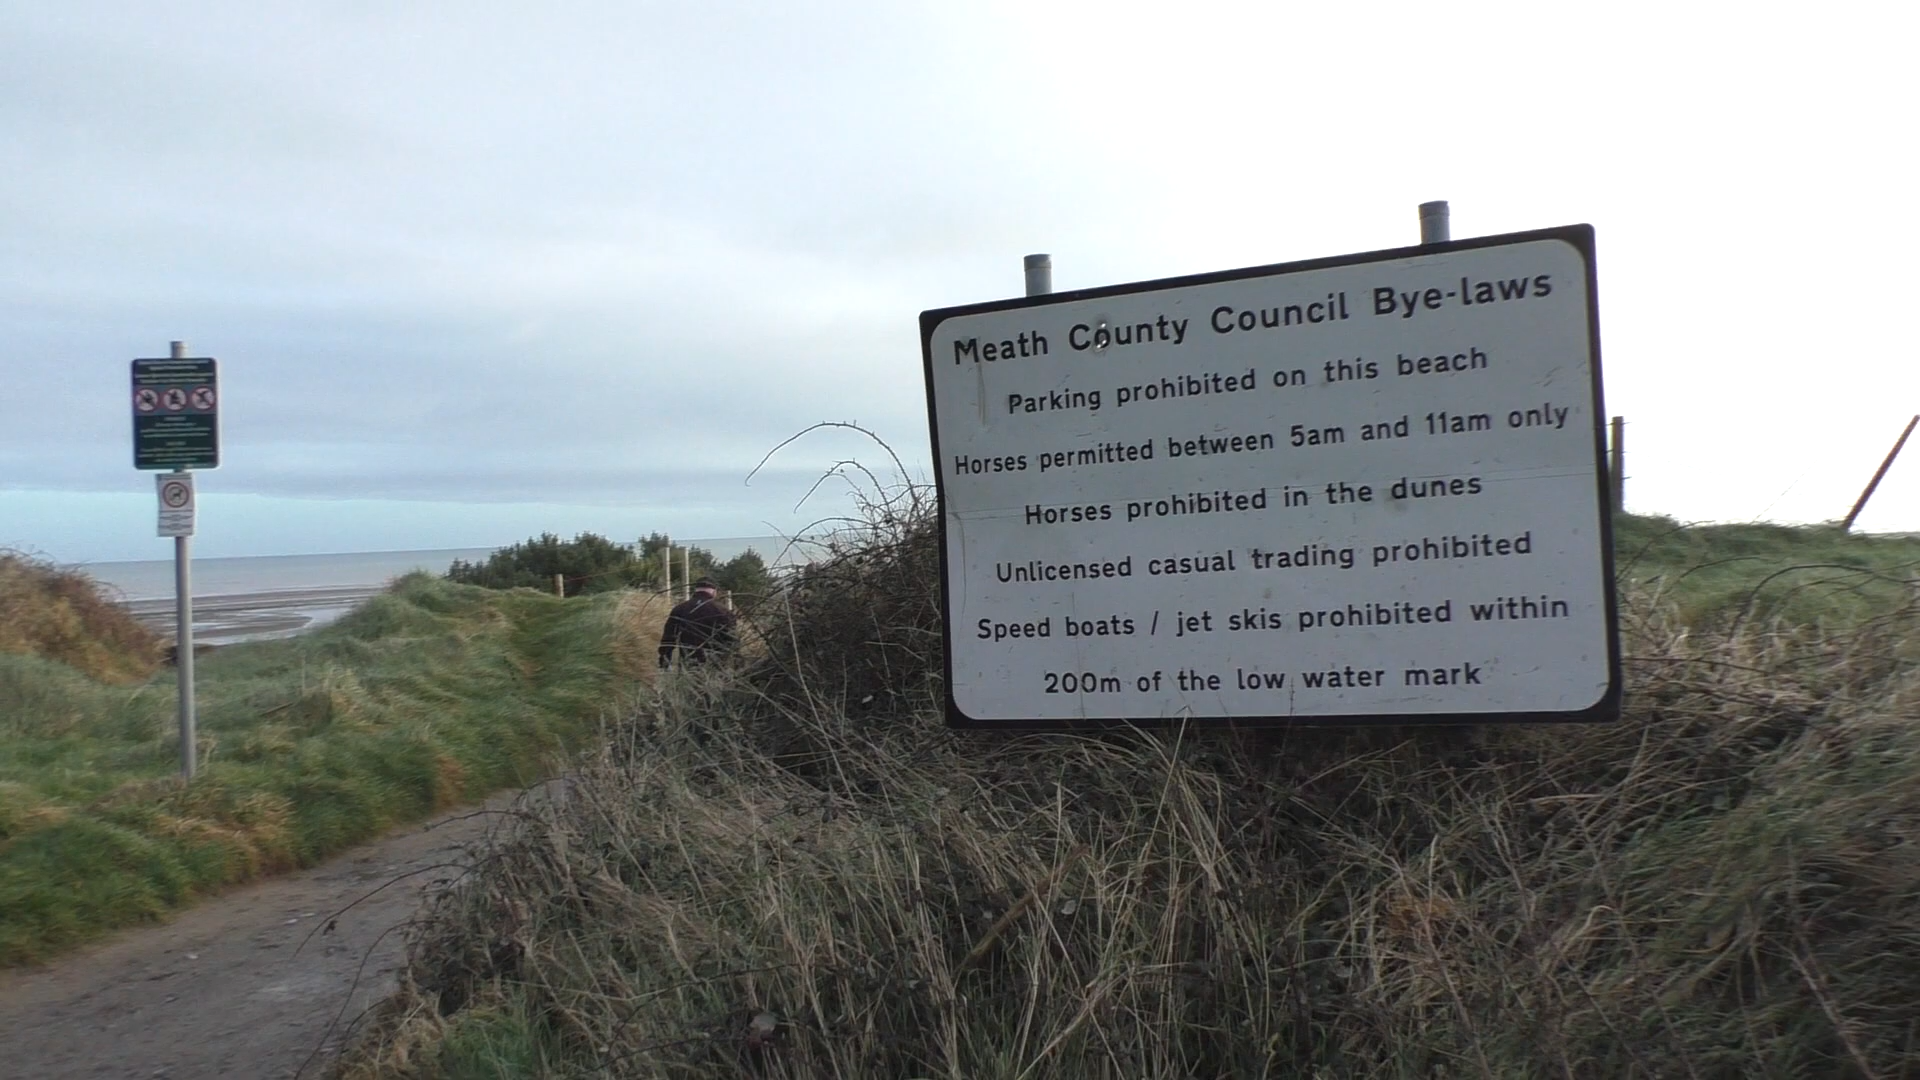 Meath County Council Bye-laws
Parking prohibited on this beach
Horses permitted between 5am and 11am only
Horses prohibited in the dunes
Unlicensed casual trading prohibited
Speed boats / jet skis prohibited within
200m of the low water mark